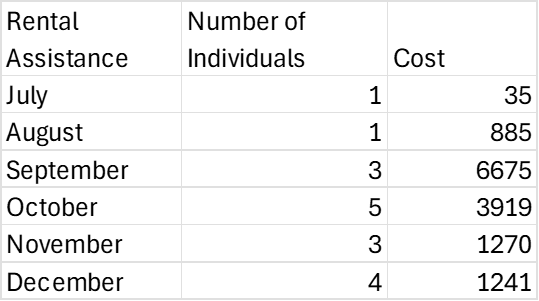 Rental Number of
Assistance Individuals Cost
July 1 35
August 1 885
September 3 6675
October 5 3919
November 3 1270
December 4 1241